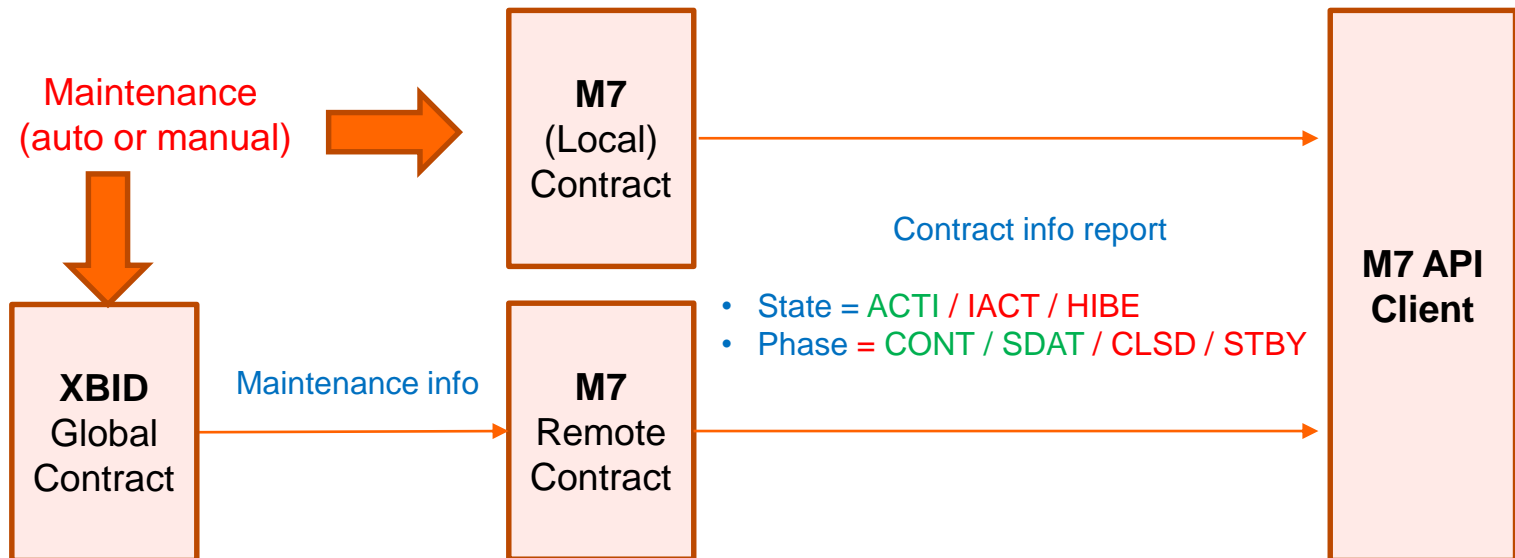 Maintenance
(auto or manual)
M7
(Local)
Contract
Contract info report
• State = ACTI / IACT / HIBE
• Phase = CONT / SDAT / CLSD / STBY
M7 API
Client
XBID
Global
Contract
Maintenance info
M7
Remote
Contract